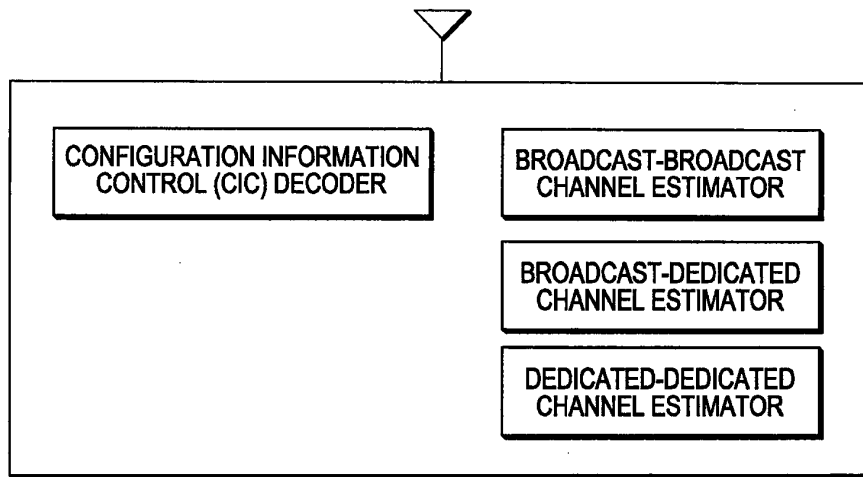 CONFIGURATION INFORMATION
CONTROL (CIC) DECODER
BROADCAST-BROADCAST
CHANNEL ESTIMATOR
BROADCAST-DEDICATED
CHANNEL ESTIMATOR
DEDICATED-DEDICATED
CHANNEL ESTIMATOR